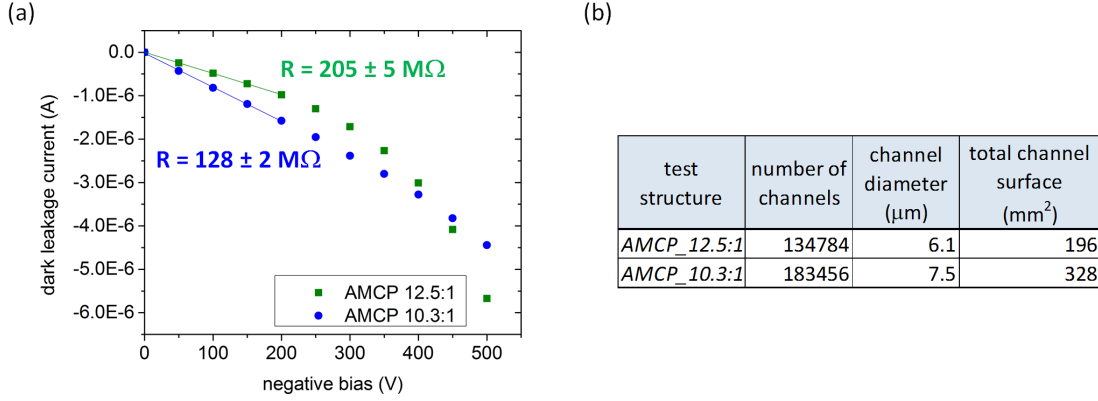 (a)
0.0
-1.0E-6
-2.0E-6
-3.0E-6
-4.0E-6
-5.0E-6
-6.0E-6
dark leakage current (A)
R = 205 ± 5 MΩ
R = 128 ± 2 MΩ
AMCP 12.5:1
AMCP 10.3:1
0 100 200 300 400 500
negative bias (V)
(b)
test structure number of channels channel diameter (μm) total channel surface (mm²)
AMCP_12.5:1 134784 6.1 196
AMCP_10.3:1 183456 7.5 328